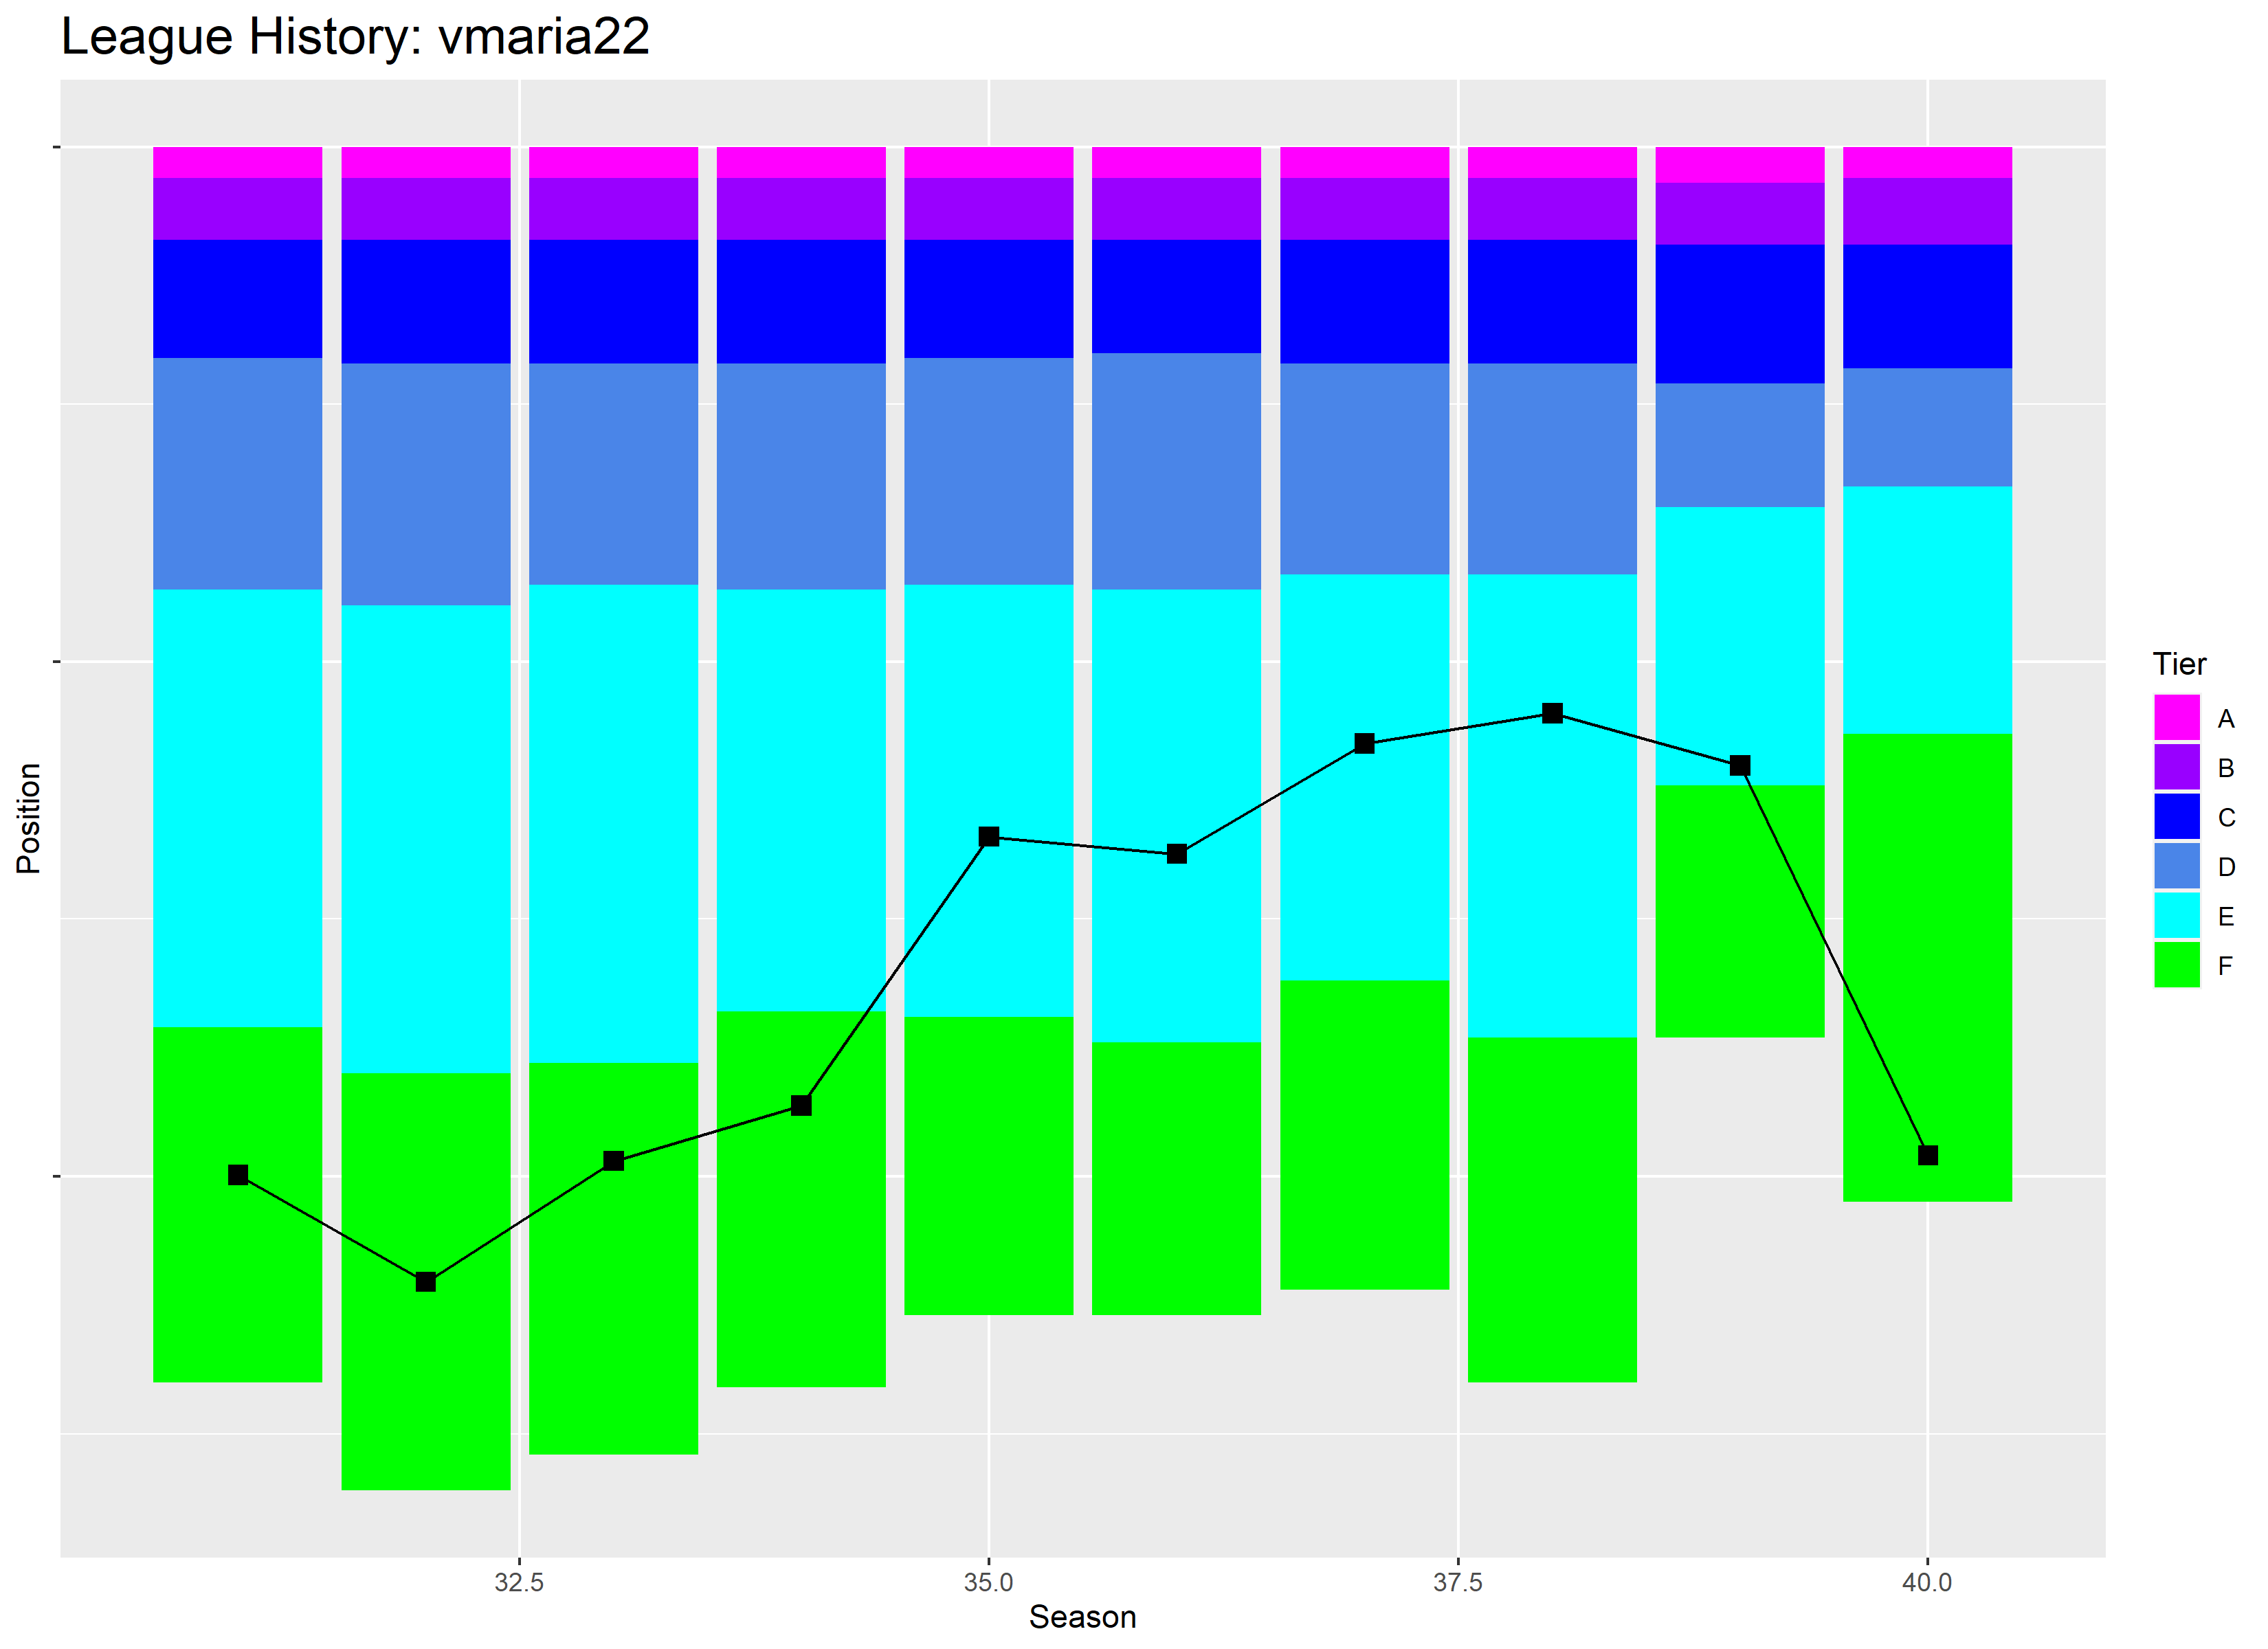 League History: vmaria22
Position
Tier
A
B
C
D
E
F
32.5
35.0
37.5
40.0
Season